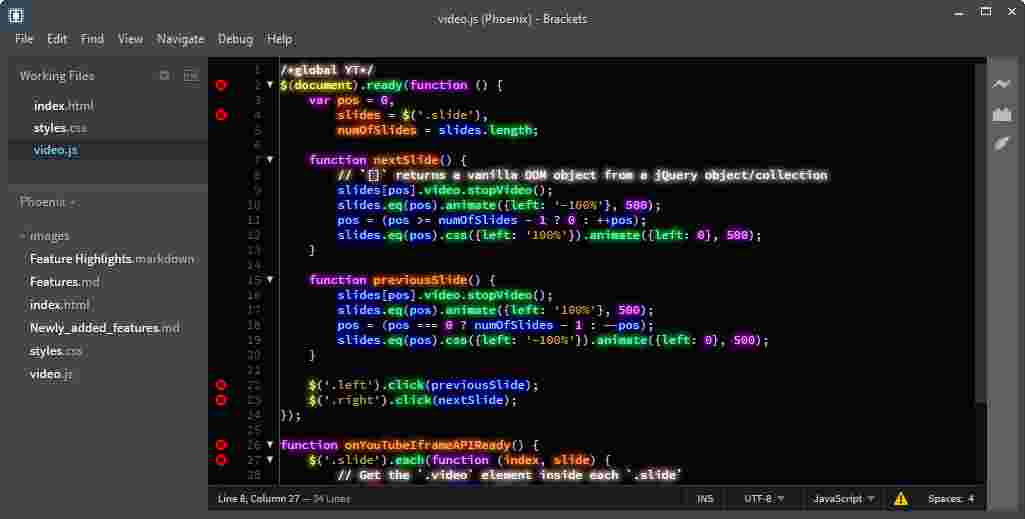 video.js (Phoenix) - Brackets
File Edit Find View Navigate Debug Help
Working Files
index.html
styles.css
video.js
Phoenix
images
Feature Highlights.markdown
Features.md
index.html
Newly_added_features.md
styles.css
video.js
1 /*global YT*/
2 $(document).ready(function () {
3 var pos = 0,
4 slides = $('.slide'),
5 numOfSlides = slides.length;
6
7 function nextSlide() {
8 // `[]` returns a vanilla DOM object from a jQuery object/collection
9 slides[pos].video.stopVideo();
10 slides.eq(pos).animate({left: '-100%'}, 500);
11 pos = (pos >= numOfSlides - 1 ? 0 : ++pos);
12 slides.eq(pos).css({left: '100%'}).animate({left: 0}, 500);
13 }
14
15 function previousSlide() {
16 slides[pos].video.stopVideo();
17 slides.eq(pos).animate({left: '100%'}, 500);
18 pos = (pos === 0 ? numOfSlides - 1 : --pos);
19 slides.eq(pos).css({left: '-100%'}).animate({left: 0}, 500);
20 }
21
22 $('.left').click(previousSlide);
23 $('.right').click(nextSlide);
24 });
25
26 function onYouTubeIframeAPIReady() {
27 $('.slide').each(function (index, slide) {
28 // Get the `.video` element inside each `.slide`
Line 8, Column 27 — 34 Lines
INS UTF-8 JavaScript Spaces: 4